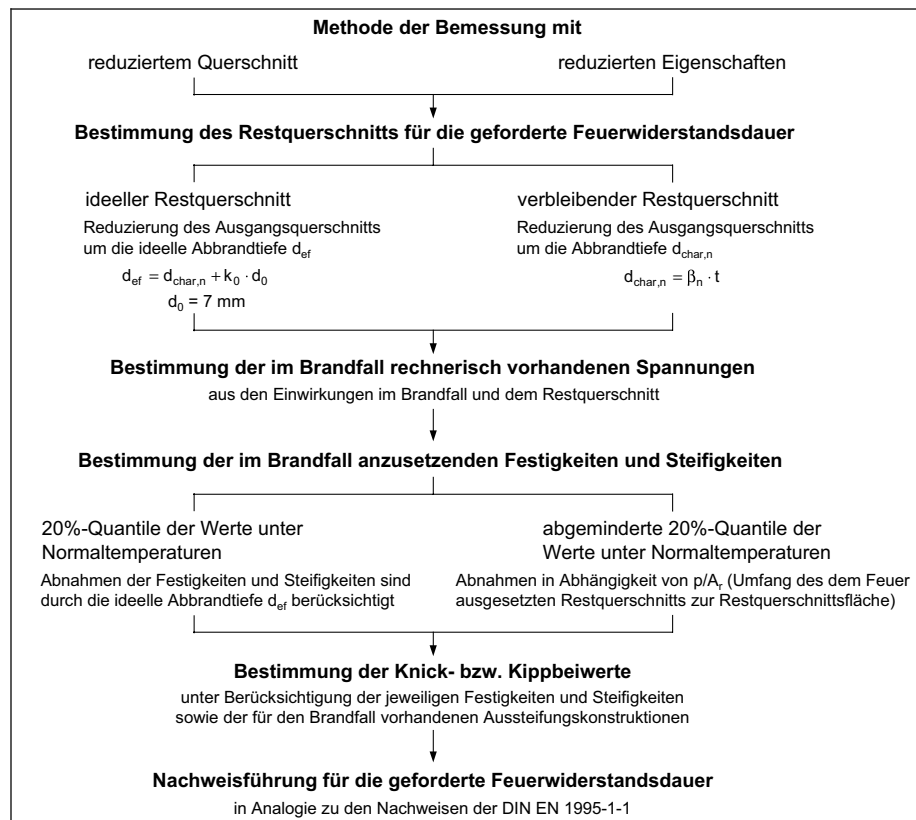 Methode der Bemessung mit
reduziertem Querschnitt
reduzierten Eigenschaften
Bestimmung des Restquerschnitts für die geforderte Feuerwiderstandsdauer
ideeller Restquerschnitt
Reduzierung des Ausgangsquerschnitts
um die ideelle Abbrandtiefe d_ef
d_ef = d_char,n + k_0 · d_0
d_0 = 7 mm
verbleibender Restquerschnitt
Reduzierung des Ausgangsquerschnitts
um die Abbrandtiefe d_char,n
d_char,n = β_n · t
Bestimmung der im Brandfall rechnerisch vorhandenen Spannungen
aus den Einwirkungen im Brandfall und dem Restquerschnitt
Bestimmung der im Brandfall anzusetzenden Festigkeiten und Steifigkeiten
20%-Quantile der Werte unter
Normaltemperaturen
Abnahmen der Festigkeiten und Steifigkeiten sind
durch die ideelle Abbrandtiefe d_ef berücksichtigt
abgeminderte 20%-Quantile der
Werte unter Normaltemperaturen
Abnahmen in Abhängigkeit von p/A_r (Umfang des dem Feuer
ausgesetzten Restquerschnitts zur Restquerschnittsfläche)
Bestimmung der Knick- bzw. Kippbeiwerte
unter Berücksichtigung der jeweiligen Festigkeiten und Steifigkeiten
sowie der für den Brandfall vorhandenen Aussteifungskonstruktionen
Nachweisführung für die geforderte Feuerwiderstandsdauer
in Analogie zu den Nachweisen der DIN EN 1995-1-1